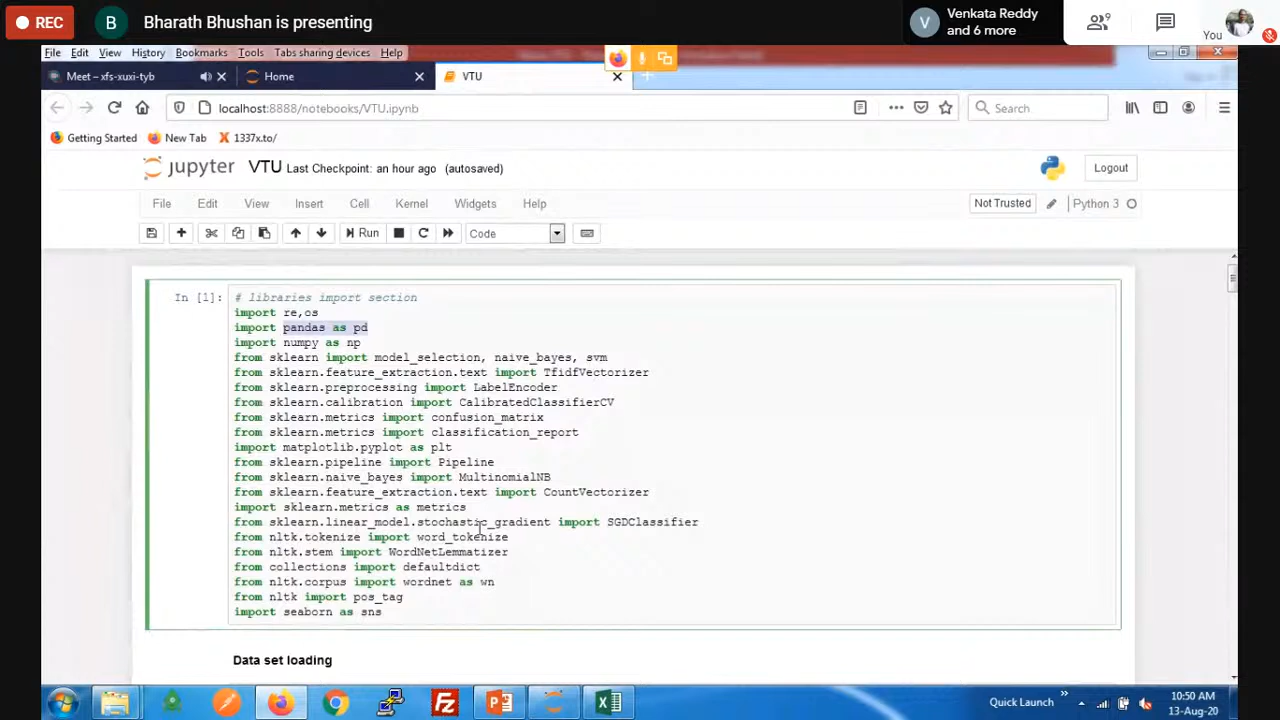 REC
B
Bharath Bhushan is presenting
V
Venkata Reddy
and 6 more
9
You
File Edit View History Bookmarks Tools Tabs sharing devices Help
Meet – xfs-xuxi-tyb
Home
VTU
localhost:8888/notebooks/VTU.ipynb
Search
Getting Started
New Tab
1337x.to/
jupyter VTU Last Checkpoint: an hour ago (autosaved)
Logout
File Edit View Insert Cell Kernel Widgets Help
Not Trusted
Python 3
Run
Code
In [1]:
# libraries import section
import re,os
import pandas as pd
import numpy as np
from sklearn import model_selection, naive_bayes, svm
from sklearn.feature_extraction.text import TfidfVectorizer
from sklearn.preprocessing import LabelEncoder
from sklearn.calibration import CalibratedClassifierCV
from sklearn.metrics import confusion_matrix
from sklearn.metrics import classification_report
import matplotlib.pyplot as plt
from sklearn.pipeline import Pipeline
from sklearn.naive_bayes import MultinomialNB
from sklearn.feature_extraction.text import CountVectorizer
import sklearn.metrics as metrics
from sklearn.linear_model.stochastic_gradient import SGDClassifier
from nltk.tokenize import word_tokenize
from nltk.stem import WordNetLemmatizer
from collections import defaultdict
from nltk.corpus import wordnet as wn
from nltk import pos_tag
import seaborn as sns
Data set loading
Quick Launch
10:50 AM
13-Aug-20